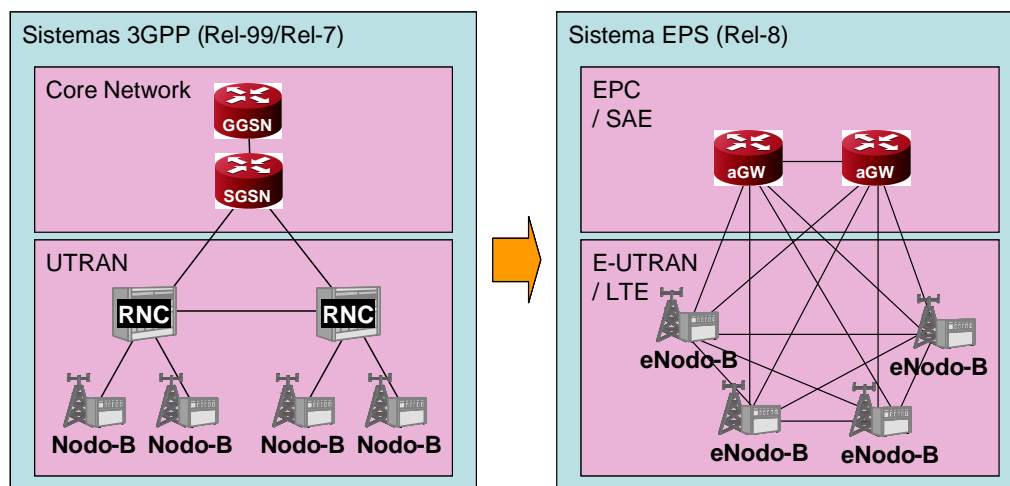 Sistemas 3GPP (Rel-99/Rel-7)
Core Network
GGSN
SGSN
UTRAN
RNC
RNC
Nodo-B
Nodo-B
Nodo-B
Nodo-B
Sistema EPS (Rel-8)
EPC
/ SAE
aGW
aGW
E-UTRAN
/ LTE
eNodo-B
eNodo-B
eNodo-B
eNodo-B